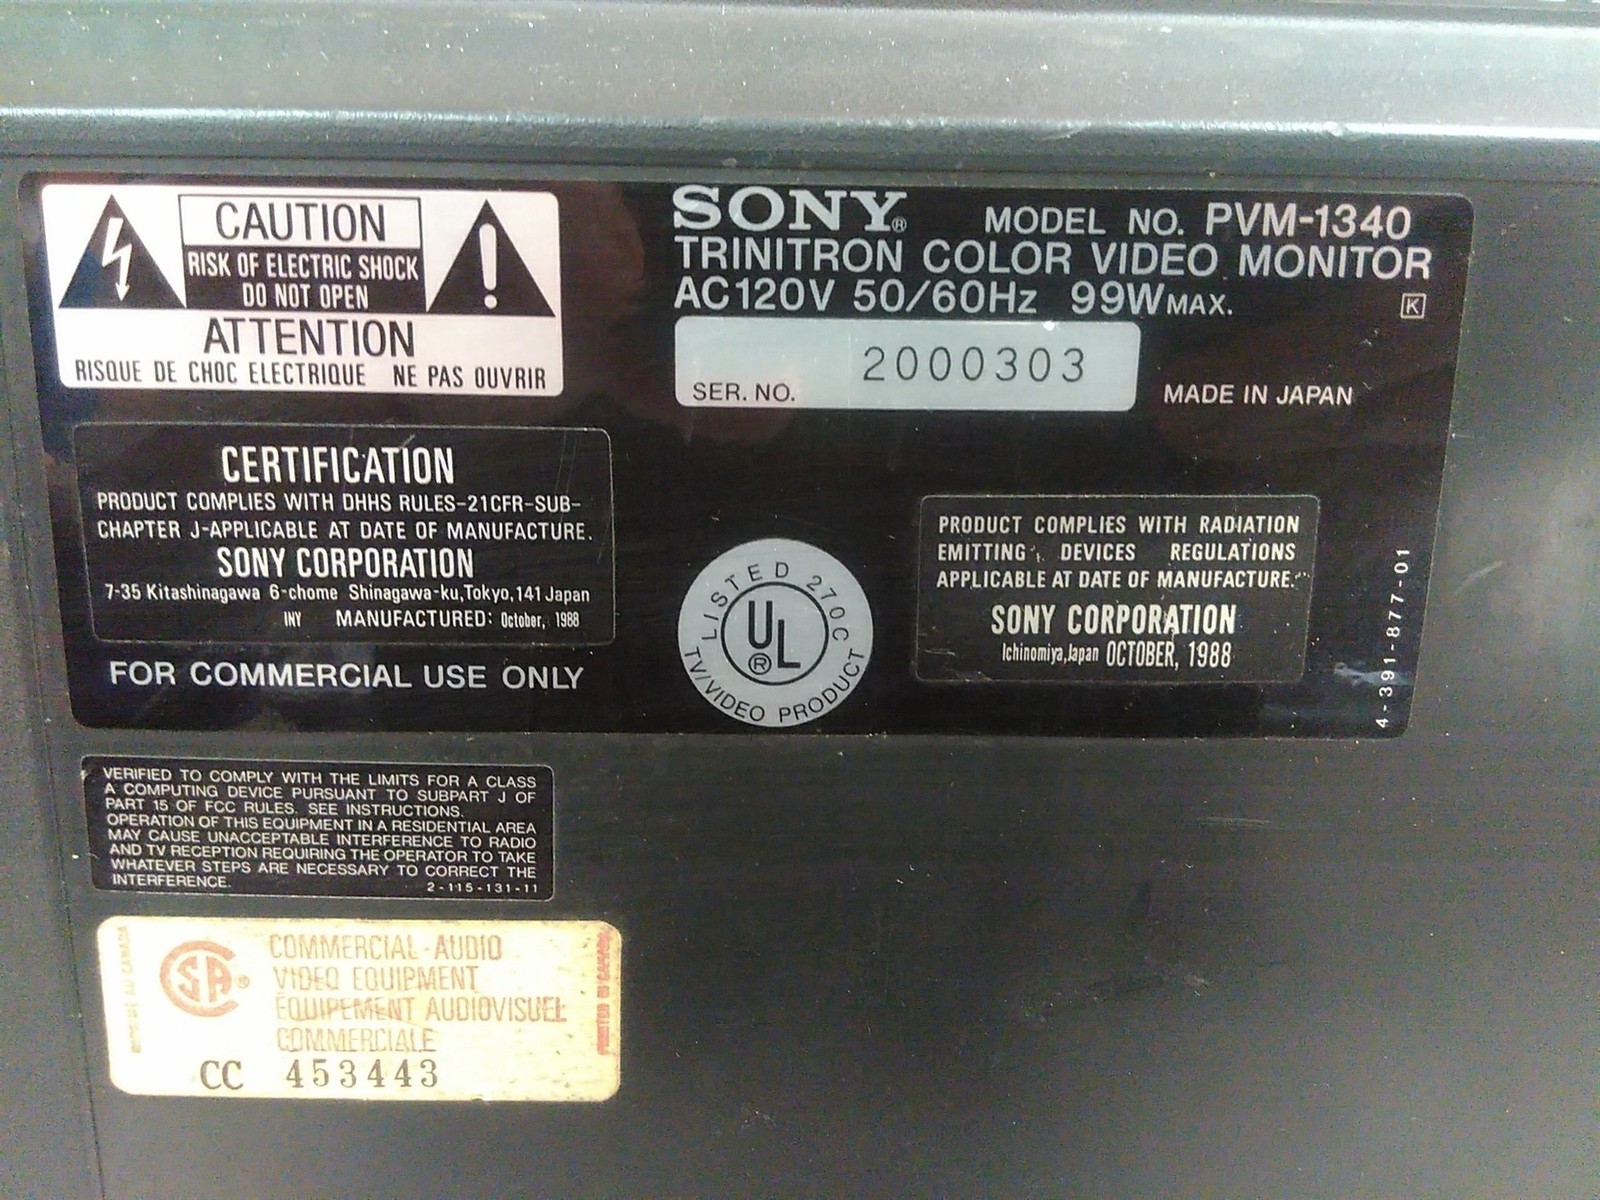 CAUTION
RISK OF ELECTRIC SHOCK
DO NOT OPEN
ATTENTION
RISQUE DE CHOC ELECTRIQUE NE PAS OUVRIR
SONY® MODEL NO. PVM-1340
TRINITRON COLOR VIDEO MONITOR
AC120V 50/60Hz 99W MAX.
K
SER. NO. 2000303
MADE IN JAPAN
CERTIFICATION
PRODUCT COMPLIES WITH DHHS RULES-21CFR-SUB-
CHAPTER J-APPLICABLE AT DATE OF MANUFACTURE.
SONY CORPORATION
7-35 Kitashinagawa 6-chome Shinagawa-ku,Tokyo,141 Japan
INY MANUFACTURED: October, 1988
FOR COMMERCIAL USE ONLY
LISTED 270C
UL®
TV/VIDEO PRODUCT
PRODUCT COMPLIES WITH RADIATION
EMITTING DEVICES REGULATIONS
APPLICABLE AT DATE OF MANUFACTURE.
SONY CORPORATION
Ichinomiya,Japan OCTOBER, 1988
4-391-877-01
VERIFIED TO COMPLY WITH THE LIMITS FOR A CLASS
A COMPUTING DEVICE PURSUANT TO SUBPART J OF
PART 15 OF FCC RULES. SEE INSTRUCTIONS.
OPERATION OF THIS EQUIPMENT IN A RESIDENTIAL AREA
MAY CAUSE UNACCEPTABLE INTERFERENCE TO RADIO
AND TV RECEPTION REQUIRING THE OPERATOR TO TAKE
WHATEVER STEPS ARE NECESSARY TO CORRECT THE
INTERFERENCE. 2-115-131-11
CSA®
COMMERCIAL-AUDIO
VIDEO EQUIPMENT
EQUIPEMENT AUDIOVISUEL
COMMERCIALE
CC 453443
PRINTED IN CANADA